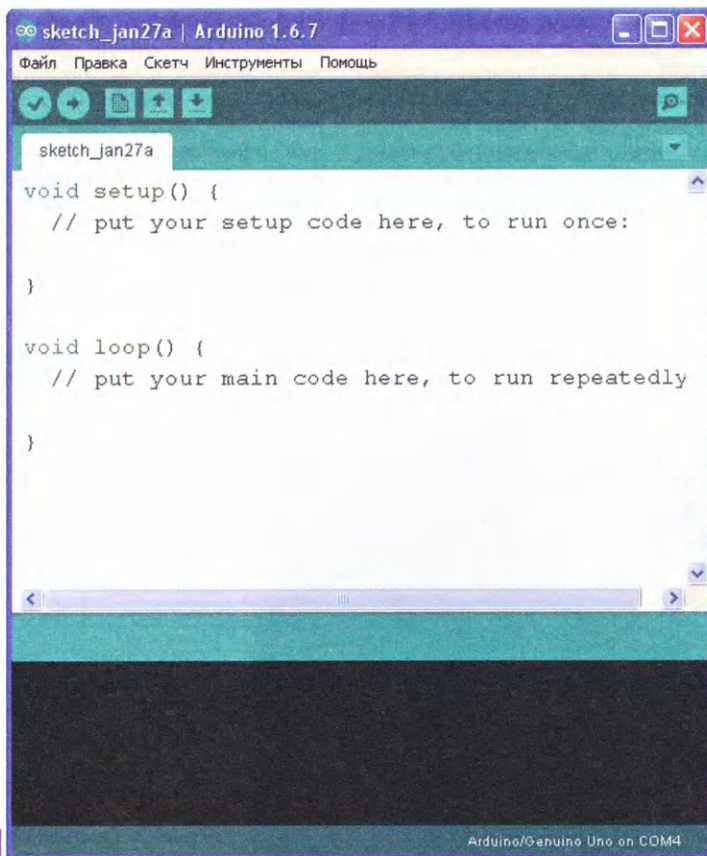 sketch_jan27a | Arduino 1.6.7
Файл Правка Скетч Инструменты Помощь
sketch_jan27a
void setup() {
// put your setup code here, to run once:
}
void loop() {
// put your main code here, to run repeatedly
}
Arduino/Genuino Uno on COM4